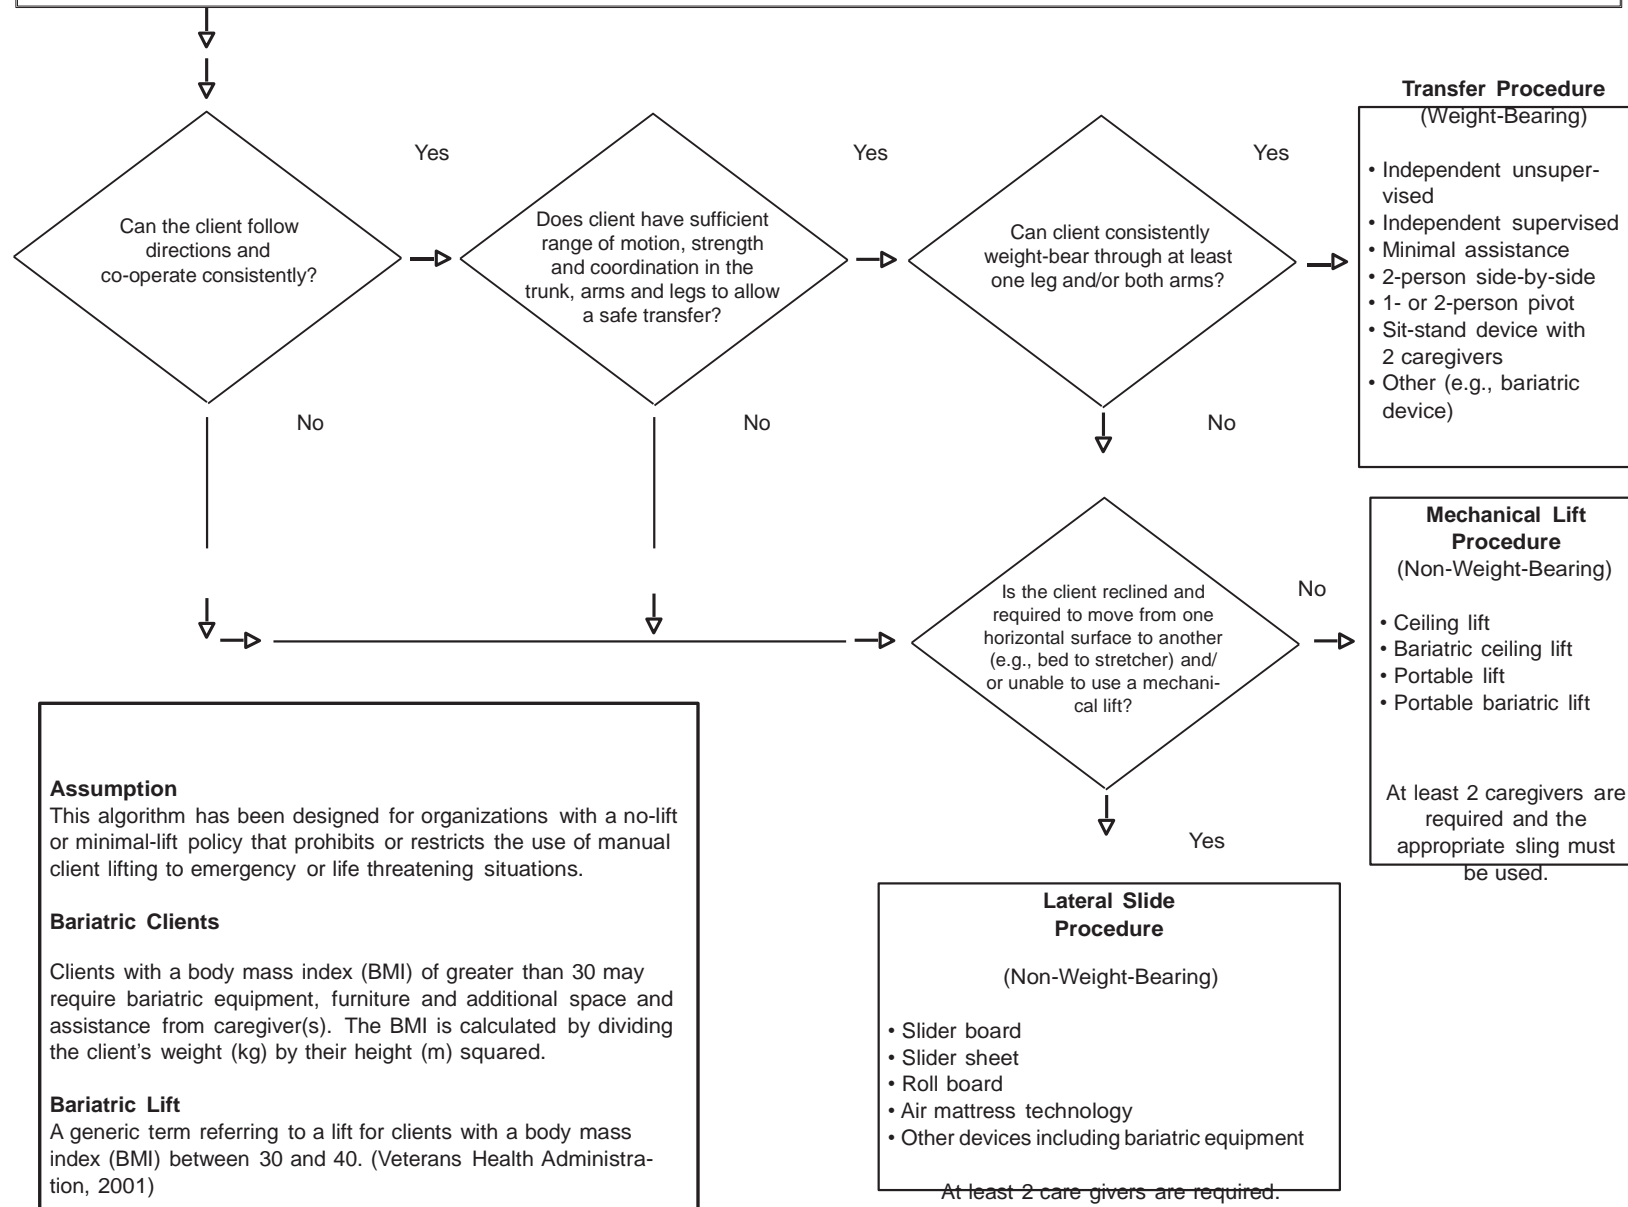 Can the client follow
directions and
co-operate consistently?
Yes
No
Does client have sufficient
range of motion, strength
and coordination in the
trunk, arms and legs to allow
a safe transfer?
Yes
No
Can client consistently
weight-bear through at least
one leg and/or both arms?
Yes
No
Transfer Procedure
(Weight-Bearing)
• Independent unsuper-
vised
• Independent supervised
• Minimal assistance
• 2-person side-by-side
• 1- or 2-person pivot
• Sit-stand device with
2 caregivers
• Other (e.g., bariatric
device)
Is the client reclined and
required to move from one
horizontal surface to another
(e.g., bed to stretcher) and/
or unable to use a mechani-
cal lift?
No
Yes
Mechanical Lift
Procedure
(Non-Weight-Bearing)
• Ceiling lift
• Bariatric ceiling lift
• Portable lift
• Portable bariatric lift
At least 2 caregivers are
required and the
appropriate sling must
be used.
Assumption
This algorithm has been designed for organizations with a no-lift
or minimal-lift policy that prohibits or restricts the use of manual
client lifting to emergency or life threatening situations.
Bariatric Clients
Clients with a body mass index (BMI) of greater than 30 may
require bariatric equipment, furniture and additional space and
assistance from caregiver(s). The BMI is calculated by dividing
the client's weight (kg) by their height (m) squared.
Bariatric Lift
A generic term referring to a lift for clients with a body mass
index (BMI) between 30 and 40. (Veterans Health Administra-
tion, 2001)
Lateral Slide
Procedure
(Non-Weight-Bearing)
• Slider board
• Slider sheet
• Roll board
• Air mattress technology
• Other devices including bariatric equipment
At least 2 care givers are required.